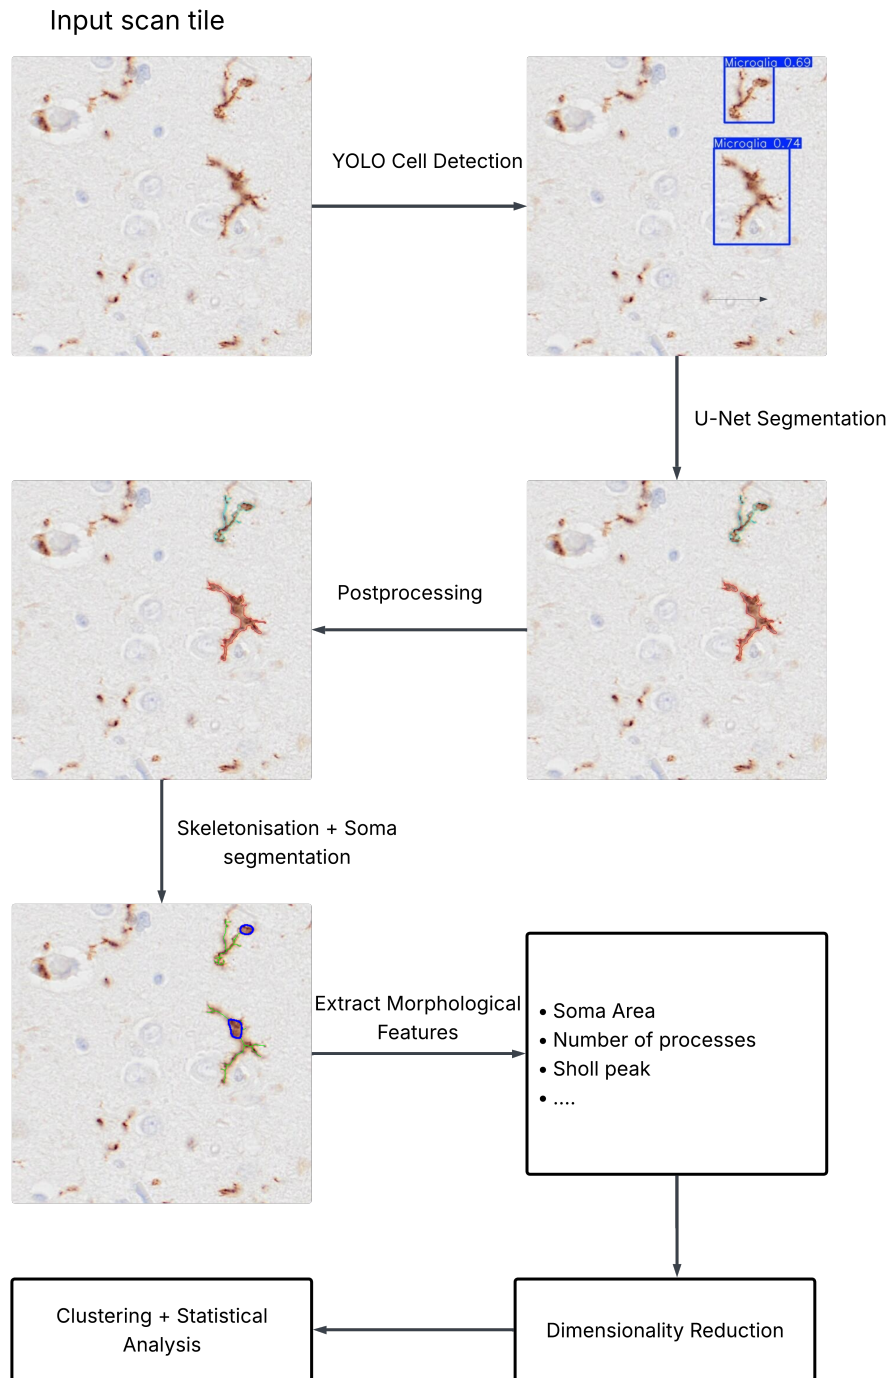 Input scan tile
YOLO Cell Detection
Microglia 0.69
Microglia 0.74
U-Net Segmentation
Postprocessing
Skeletonisation + Soma
segmentation
Extract Morphological
Features
• Soma Area
• Number of processes
• Sholl peak
• ....
Dimensionality Reduction
Clustering + Statistical
Analysis